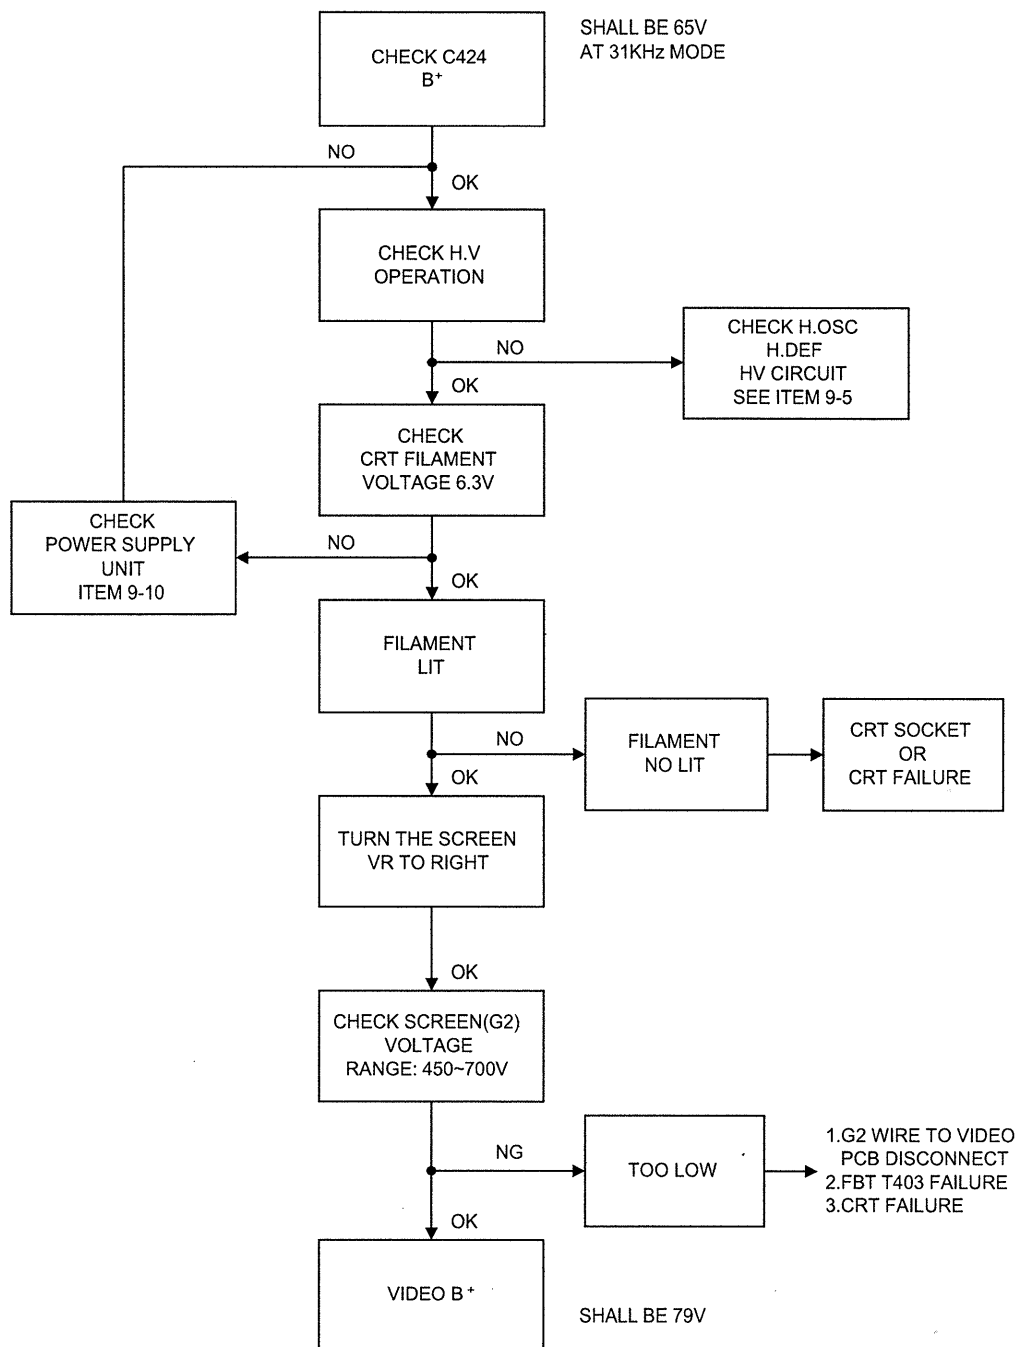 CHECK C424
B+
SHALL BE 65V
AT 31KHz MODE
NO
OK
CHECK H.V
OPERATION
NO
OK
CHECK H.OSC
H.DEF
HV CIRCUIT
SEE ITEM 9-5
CHECK
CRT FILAMENT
VOLTAGE 6.3V
CHECK
POWER SUPPLY
UNIT
ITEM 9-10
NO
OK
FILAMENT
LIT
NO
OK
FILAMENT
NO LIT
CRT SOCKET
OR
CRT FAILURE
TURN THE SCREEN
VR TO RIGHT
OK
CHECK SCREEN(G2)
VOLTAGE
RANGE: 450~700V
NG
OK
TOO LOW
1.G2 WIRE TO VIDEO
PCB DISCONNECT
2.FBT T403 FAILURE
3.CRT FAILURE
VIDEO B+
SHALL BE 79V